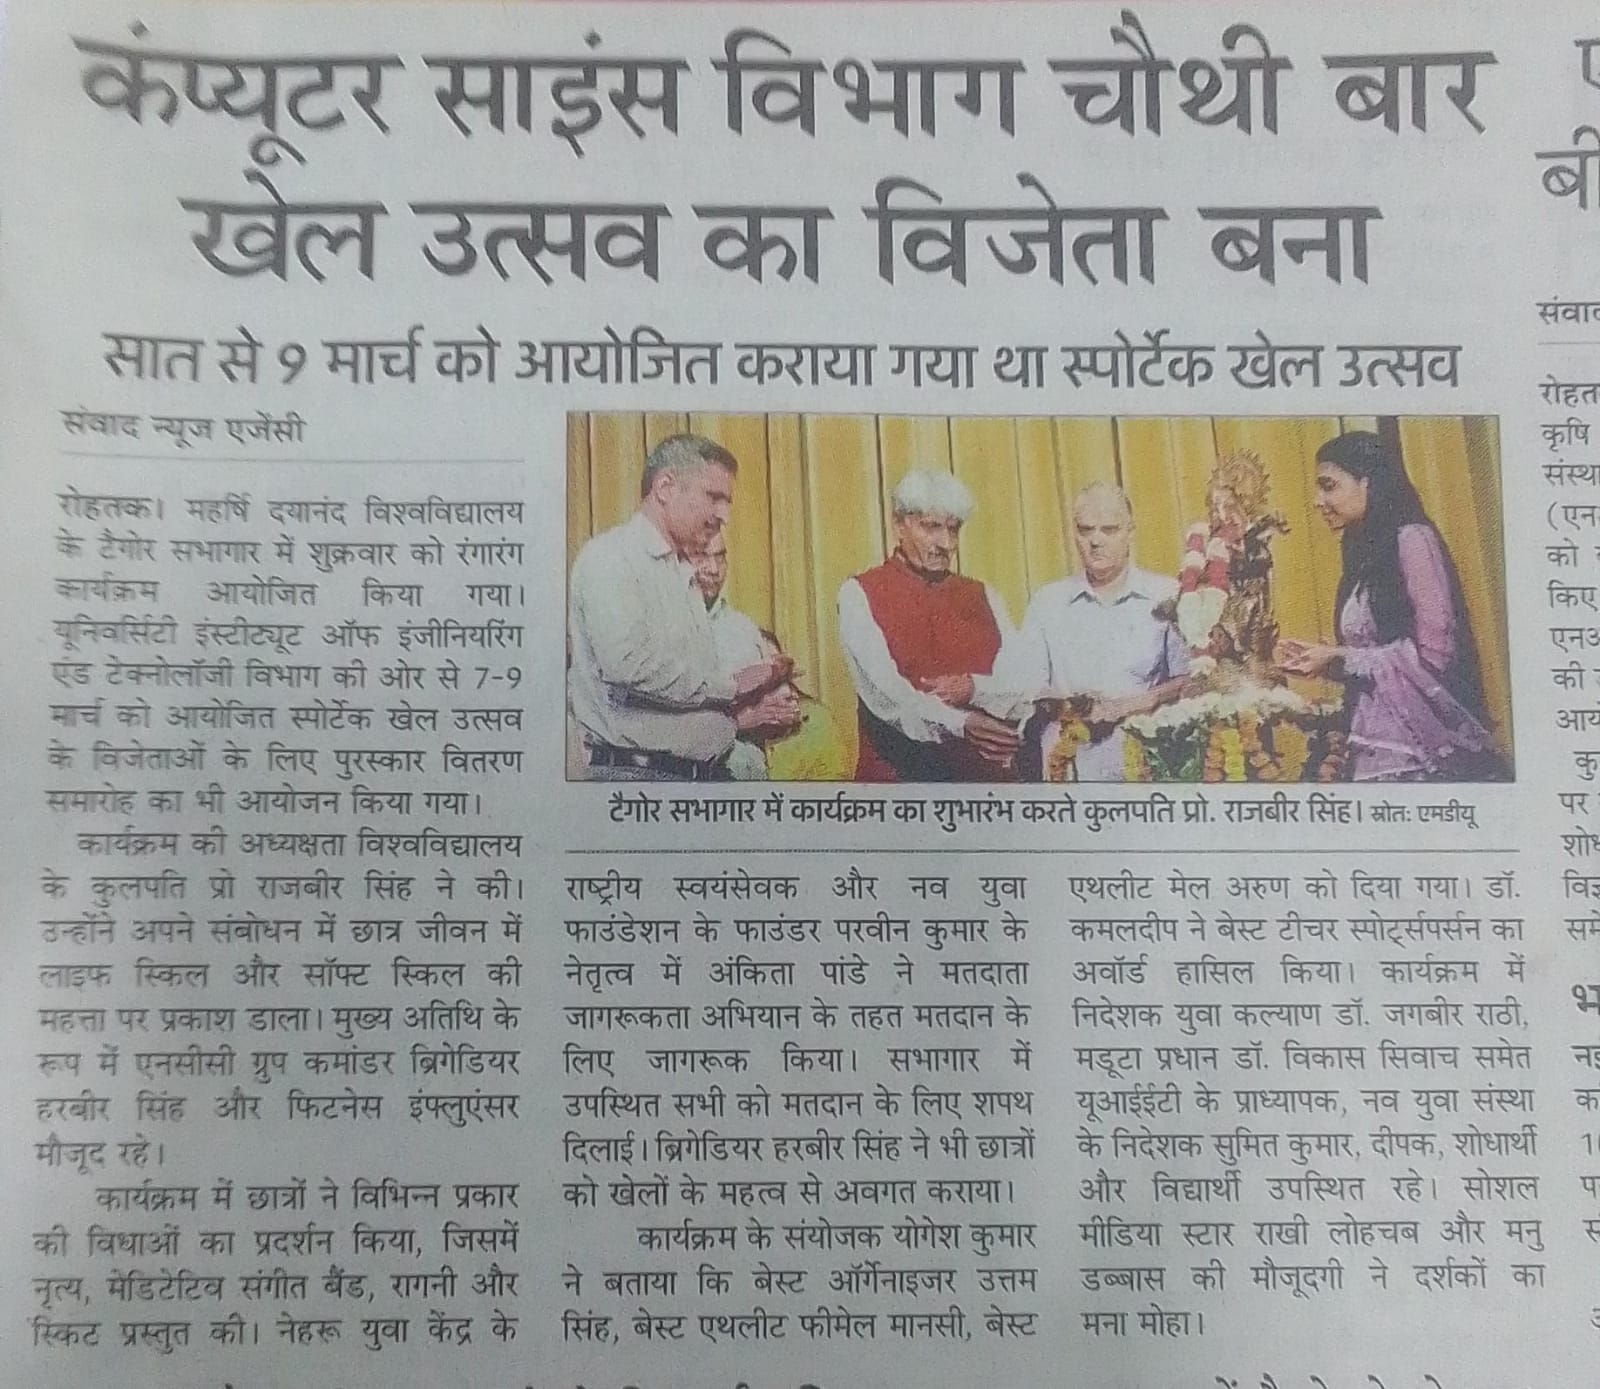 कंप्यूटर साइंस विभाग चौथी बार
खेल उत्सव का विजेता बना
सात से 9 मार्च को आयोजित कराया गया था स्पोर्टेक खेल उत्सव
संवाद न्यूज एजेंसी
रोहतक। महर्षि दयानंद विश्वविद्यालय
के टैगोर सभागार में शुक्रवार को रंगारंग
कार्यक्रम आयोजित किया गया।
यूनिवर्सिटी इंस्टीट्यूट ऑफ इंजीनियरिंग
एंड टेक्नोलॉजी विभाग की ओर से 7-9
मार्च को आयोजित स्पोर्टेक खेल उत्सव
के विजेताओं के लिए पुरस्कार वितरण
समारोह का भी आयोजन किया गया।
कार्यक्रम की अध्यक्षता विश्वविद्यालय
के कुलपति प्रो राजबीर सिंह ने की।
उन्होंने अपने संबोधन में छात्र जीवन में
लाइफ स्किल और सॉफ्ट स्किल की
महत्ता पर प्रकाश डाला। मुख्य अतिथि के
रूप में एनसीसी ग्रुप कमांडर ब्रिगेडियर
हरबीर सिंह और फिटनेस इंफ्लुएंसर
मौजूद रहे।
कार्यक्रम में छात्रों ने विभिन्न प्रकार
की विधाओं का प्रदर्शन किया, जिसमें
नृत्य, मेडिटेटिव संगीत बैंड, रागनी और
स्किट प्रस्तुत की। नेहरू युवा केंद्र के
टैगोर सभागार में कार्यक्रम का शुभारंभ करते कुलपति प्रो. राजबीर सिंह। स्रोतः एमडीयू
राष्ट्रीय स्वयंसेवक और नव युवा
फाउंडेशन के फाउंडर परवीन कुमार के
नेतृत्व में अंकिता पांडे ने मतदाता
जागरूकता अभियान के तहत मतदान के
लिए जागरूक किया। सभागार में
उपस्थित सभी को मतदान के लिए शपथ
दिलाई। ब्रिगेडियर हरबीर सिंह ने भी छात्रों
को खेलों के महत्व से अवगत कराया।
कार्यक्रम के संयोजक योगेश कुमार
ने बताया कि बेस्ट ऑर्गेनाइजर उत्तम
सिंह, बेस्ट एथलीट फीमेल मानसी, बेस्ट
एथलीट मेल अरुण को दिया गया। डॉ.
कमलदीप ने बेस्ट टीचर स्पोर्ट्सपर्सन का
अवॉर्ड हासिल किया। कार्यक्रम में
निदेशक युवा कल्याण डॉ. जगबीर राठी,
मडूटा प्रधान डॉ. विकास सिवाच समेत
यूआईईटी के प्राध्यापक, नव युवा संस्था
के निदेशक सुमित कुमार, दीपक, शोधार्थी
और विद्यार्थी उपस्थित रहे। सोशल
मीडिया स्टार राखी लोहचब और मनु
डब्बास की मौजूदगी ने दर्शकों का
मना मोहा।
कृषि
(एन
को
किए
की
पर